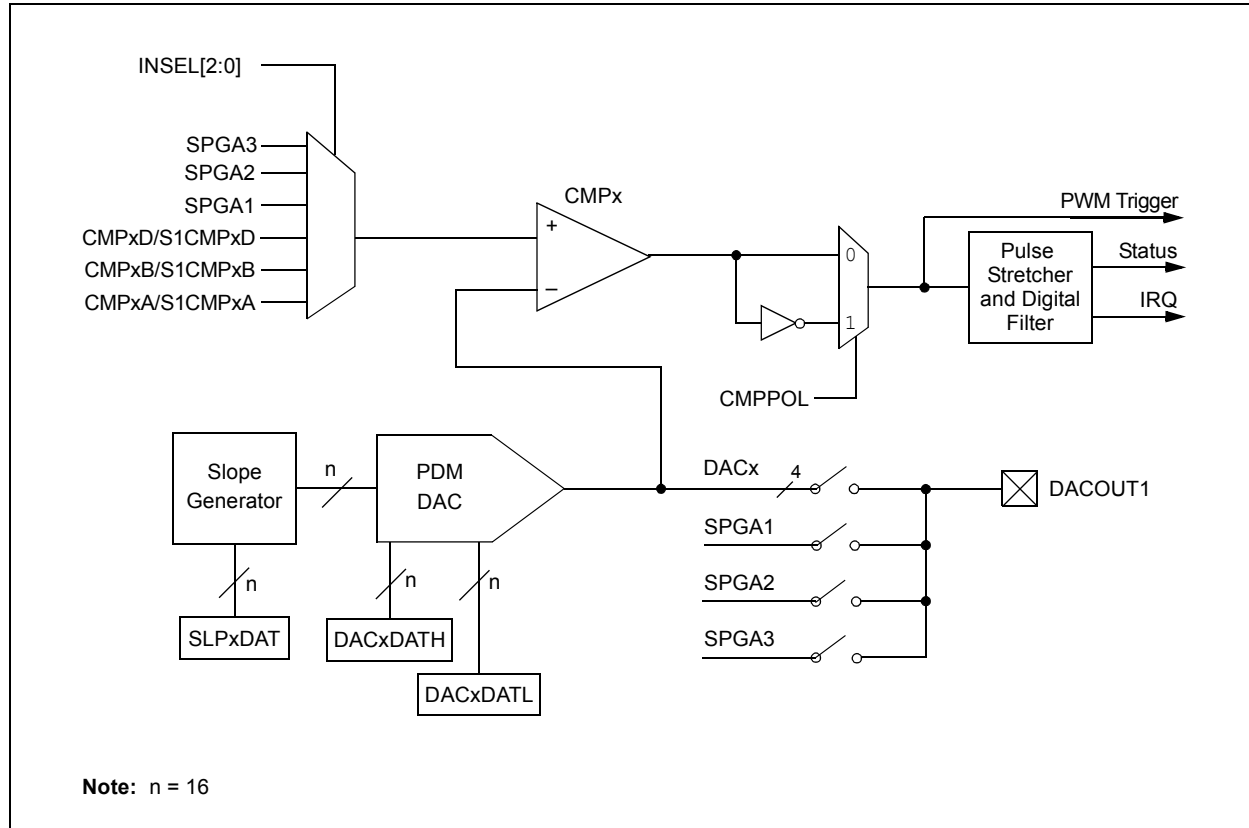 INSEL[2:0]
SPGA3
SPGA2
SPGA1
CMPxD/S1CMPxD
CMPxB/S1CMPxB
CMPxA/S1CMPxA
CMPx
+
–
0
1
CMPPOL
PWM Trigger
Pulse
Stretcher
and Digital
Filter
Status
IRQ
Slope
Generator
n
PDM
DAC
n
SLPxDAT
n
DACxDATH
n
DACxDATL
DACx
4
SPGA1
SPGA2
SPGA3
DACOUT1
Note: n = 16